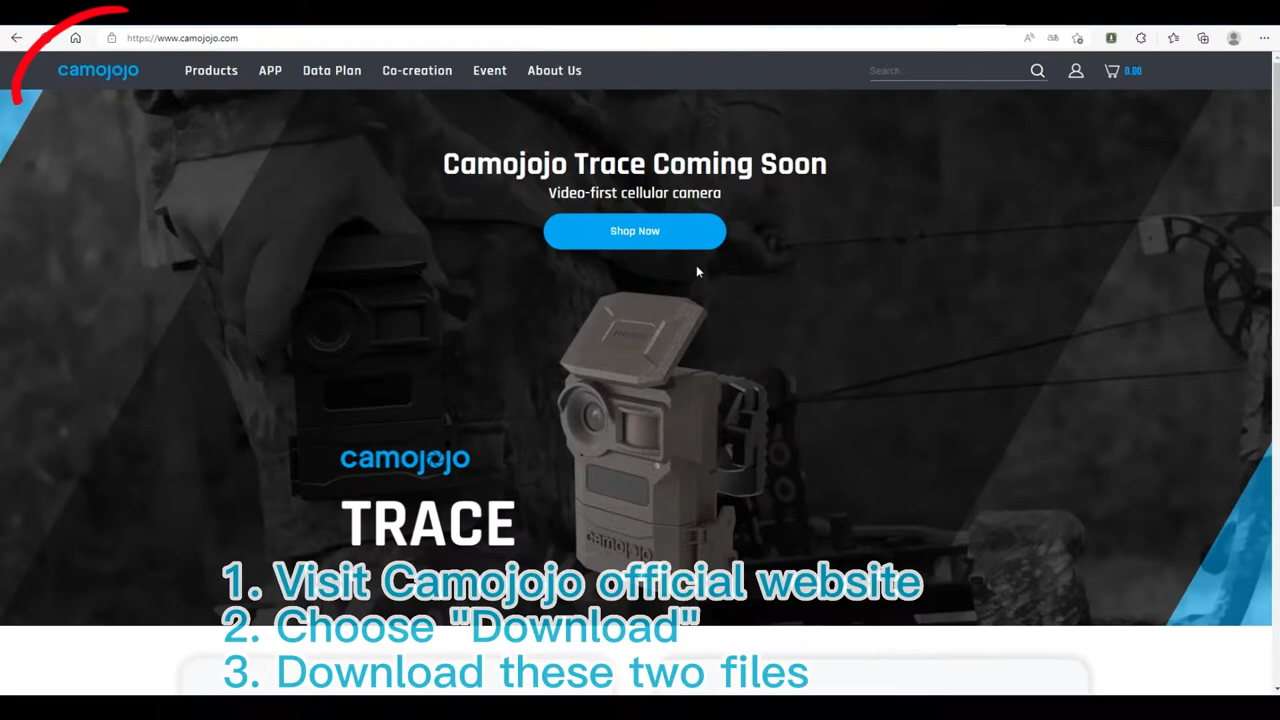 https://www.camojojo.com
camojojo Products APP Data Plan Co-creation Event About Us Search... 0.00
Camojojo Trace Coming Soon
Video-first cellular camera
Shop Now
camojojo
TRACE
camojojo
1. Visit Camojojo official website
2. Choose "Download"
3. Download these two files